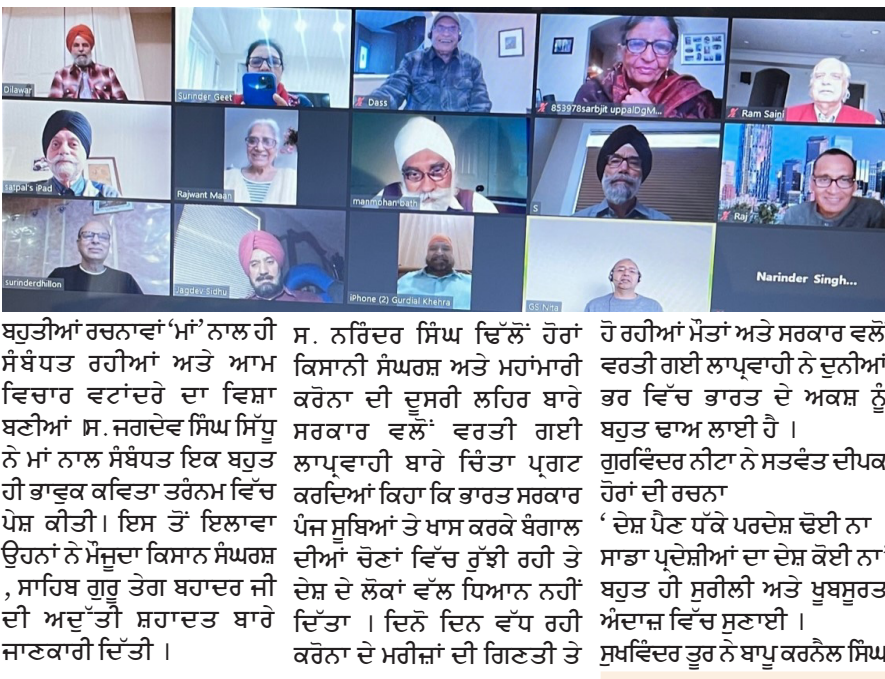 Dilawar
Surinder Geet
Dass
853978sarbjit uppalDgM...
Ram Saini
satpal's iPad
Rajwant Maan
manmohan bath
S
Raj
surinderdhillon
Jagdev Sidhu
iPhone (2) Gurdial Khehra
GS Nita
Narinder Singh...
ਬਹੁਤੀਆਂ ਰਚਨਾਵਾਂ ‘ਮਾਂ’ ਨਾਲ ਹੀ
ਸੰਬੰਧਤ ਰਹੀਆਂ ਅਤੇ ਆਮ
ਵਿਚਾਰ ਵਟਾਂਦਰੇ ਦਾ ਵਿਸ਼ਾ
ਬਣੀਆਂ ।ਸ. ਜਗਦੇਵ ਸਿੰਘ ਸਿੱਧੂ
ਨੇ ਮਾਂ ਨਾਲ ਸੰਬੰਧਤ ਇਕ ਬਹੁਤ
ਹੀ ਭਾਵੁਕ ਕਵਿਤਾ ਤਰੰਨਮ ਵਿੱਚ
ਪੇਸ਼ ਕੀਤੀ। ਇਸ ਤੋਂ ਇਲਾਵਾ
ਉਹਨਾਂ ਨੇ ਮੌਜੂਦਾ ਕਿਸਾਨ ਸੰਘਰਸ਼
, ਸਾਹਿਬ ਗੁਰੂ ਤੇਗ ਬਹਾਦਰ ਜੀ
ਦੀ ਅਦੁੱਤੀ ਸ਼ਹਾਦਤ ਬਾਰੇ
ਜਾਣਕਾਰੀ ਦਿੱਤੀ ।
ਸ. ਨਰਿੰਦਰ ਸਿੰਘ ਢਿੱਲੋਂ ਹੋਰਾਂ
ਕਿਸਾਨੀ ਸੰਘਰਸ਼ ਅਤੇ ਮਹਾਂਮਾਰੀ
ਕਰੋਨਾ ਦੀ ਦੂਸਰੀ ਲਹਿਰ ਬਾਰੇ
ਸਰਕਾਰ ਵਲੋਂ ਵਰਤੀ ਗਈ
ਲਾਪ੍ਰਵਾਹੀ ਬਾਰੇ ਚਿੰਤਾ ਪ੍ਰਗਟ
ਕਰਦਿਆਂ ਕਿਹਾ ਕਿ ਭਾਰਤ ਸਰਕਾਰ
ਪੰਜ ਸੂਬਿਆਂ ਤੇ ਖਾਸ ਕਰਕੇ ਬੰਗਾਲ
ਦੀਆਂ ਚੋਣਾਂ ਵਿੱਚ ਰੁੱਝੀ ਰਹੀ ਤੇ
ਦੇਸ਼ ਦੇ ਲੋਕਾਂ ਵੱਲ ਧਿਆਨ ਨਹੀਂ
ਦਿੱਤਾ । ਦਿਨੋ ਦਿਨ ਵੱਧ ਰਹੀ
ਕਰੋਨਾ ਦੇ ਮਰੀਜ਼ਾਂ ਦੀ ਗਿਣਤੀ ਤੇ
ਹੋ ਰਹੀਆਂ ਮੌਤਾਂ ਅਤੇ ਸਰਕਾਰ ਵਲੋਂ
ਵਰਤੀ ਗਈ ਲਾਪ੍ਰਵਾਹੀ ਨੇ ਦੁਨੀਆਂ
ਭਰ ਵਿੱਚ ਭਾਰਤ ਦੇ ਅਕਸ਼ ਨੂੰ
ਬਹੁਤ ਢਾਅ ਲਾਈ ਹੈ ।
ਗੁਰਵਿੰਦਰ ਨੀਟਾ ਨੇ ਸਤਵੰਤ ਦੀਪਕ
ਹੋਰਾਂ ਦੀ ਰਚਨਾ
‘ ਦੇਸ਼ ਪੈਣ ਧੱਕੇ ਪਰਦੇਸ਼ ਢੋਈ ਨਾ
ਸਾਡਾ ਪ੍ਰਦੇਸ਼ੀਆਂ ਦਾ ਦੇਸ਼ ਕੋਈ ਨਾ’
ਬਹੁਤ ਹੀ ਸੁਰੀਲੀ ਅਤੇ ਖੂਬਸੂਰਤ
ਅੰਦਾਜ਼ ਵਿੱਚ ਸੁਣਾਈ ।
ਸੁਖਵਿੰਦਰ ਤੂਰ ਨੇ ਬਾਪੂ ਕਰਨੈਲ ਸਿੰਘ